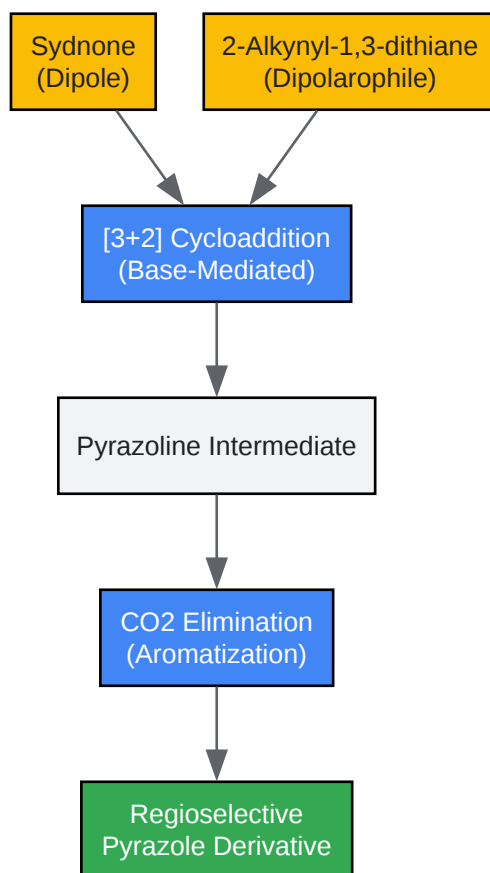 Sydnone
(Dipole)
2-Alkynyl-1,3-dithiane
(Dipolarophile)
[3+2] Cycloaddition
(Base-Mediated)
Pyrazoline Intermediate
CO2 Elimination
(Aromatization)
Regioselective
Pyrazole Derivative